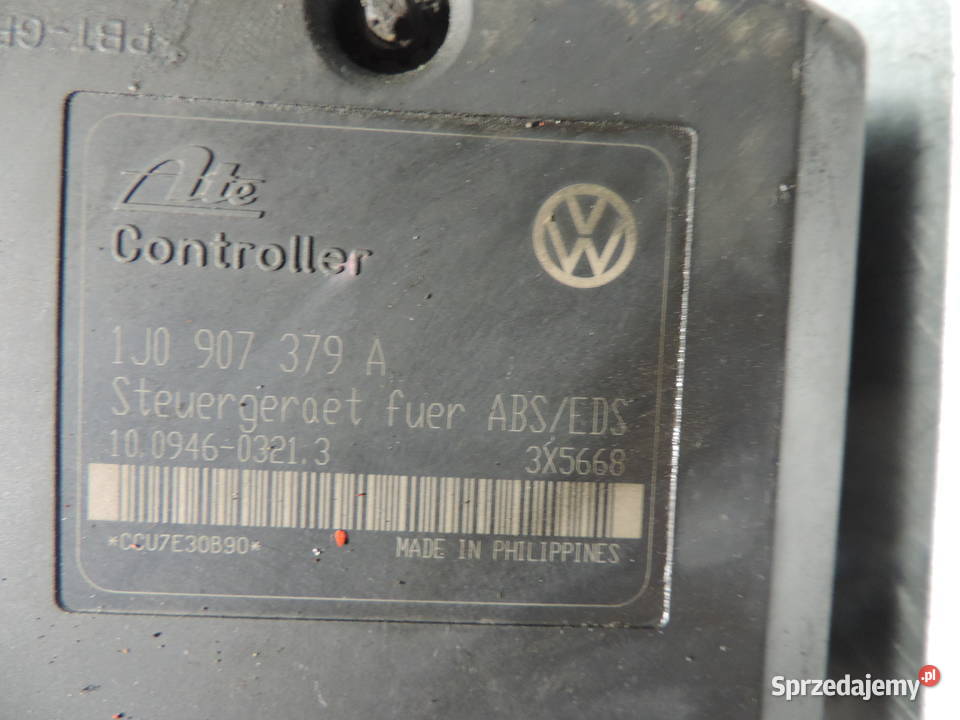 Ate
Controller
1J0 907 379 A
Steuergeraet fuer ABS/EDS
10.0946-0321.3 3X5668
*CCU7E30B90* MADE IN PHILIPPINES
Sprzedajemy.pl